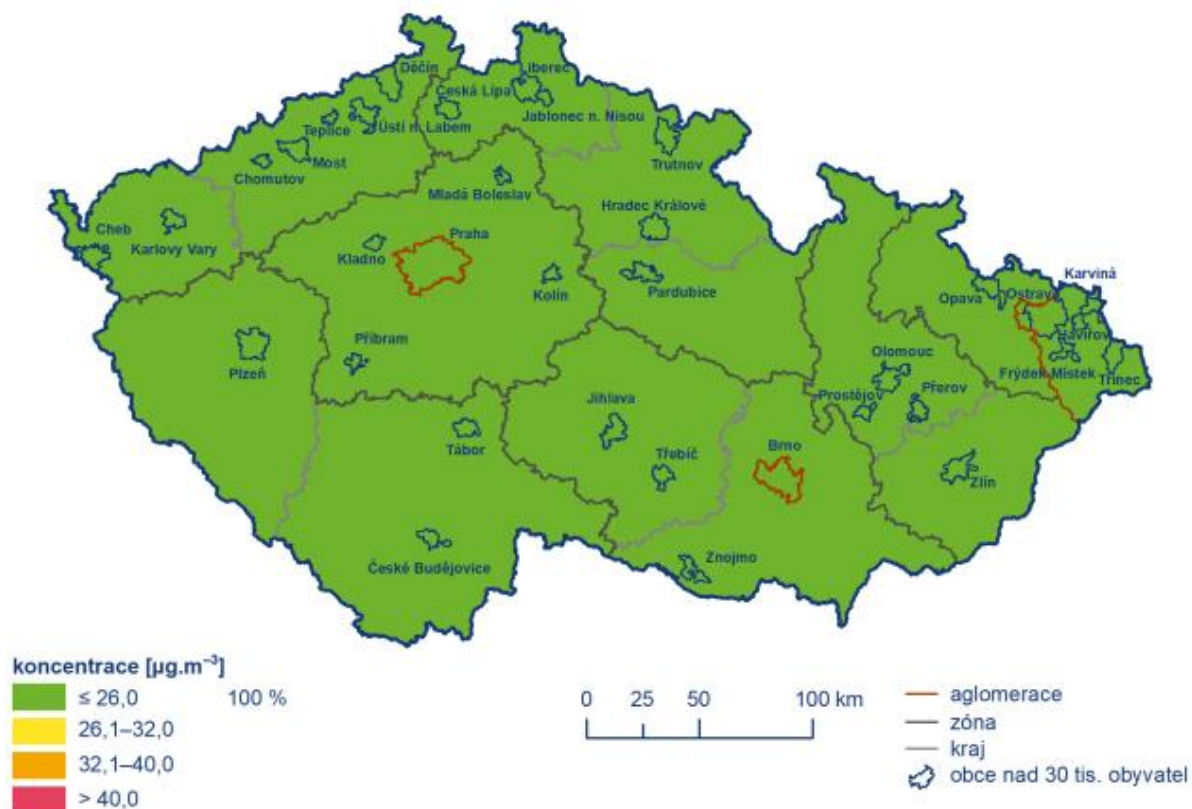 Děčín
Liberec
Česká Lípa
Jablonec n. Nisou
Teplice
Ústí n. Labem
Most
Chomutov
Trutnov
Mladá Boleslav
Hradec Králové
Cheb
Karlovy Vary
Praha
Kladno
Kolín
Pardubice
Karviná
Opava
Ostrava
Havířov
Příbram
Plzeň
Olomouc
Frýdek Místek
Třinec
Prostějov
Přerov
Jihlava
Tábor
Třebíč
Brno
Zlín
České Budějovice
Znojmo
koncentrace [µg.m⁻³]
≤ 26,0 100 %
26,1–32,0
32,1–40,0
> 40,0
0 25 50 100 km
aglomerace
zóna
kraj
obce nad 30 tis. obyvatel